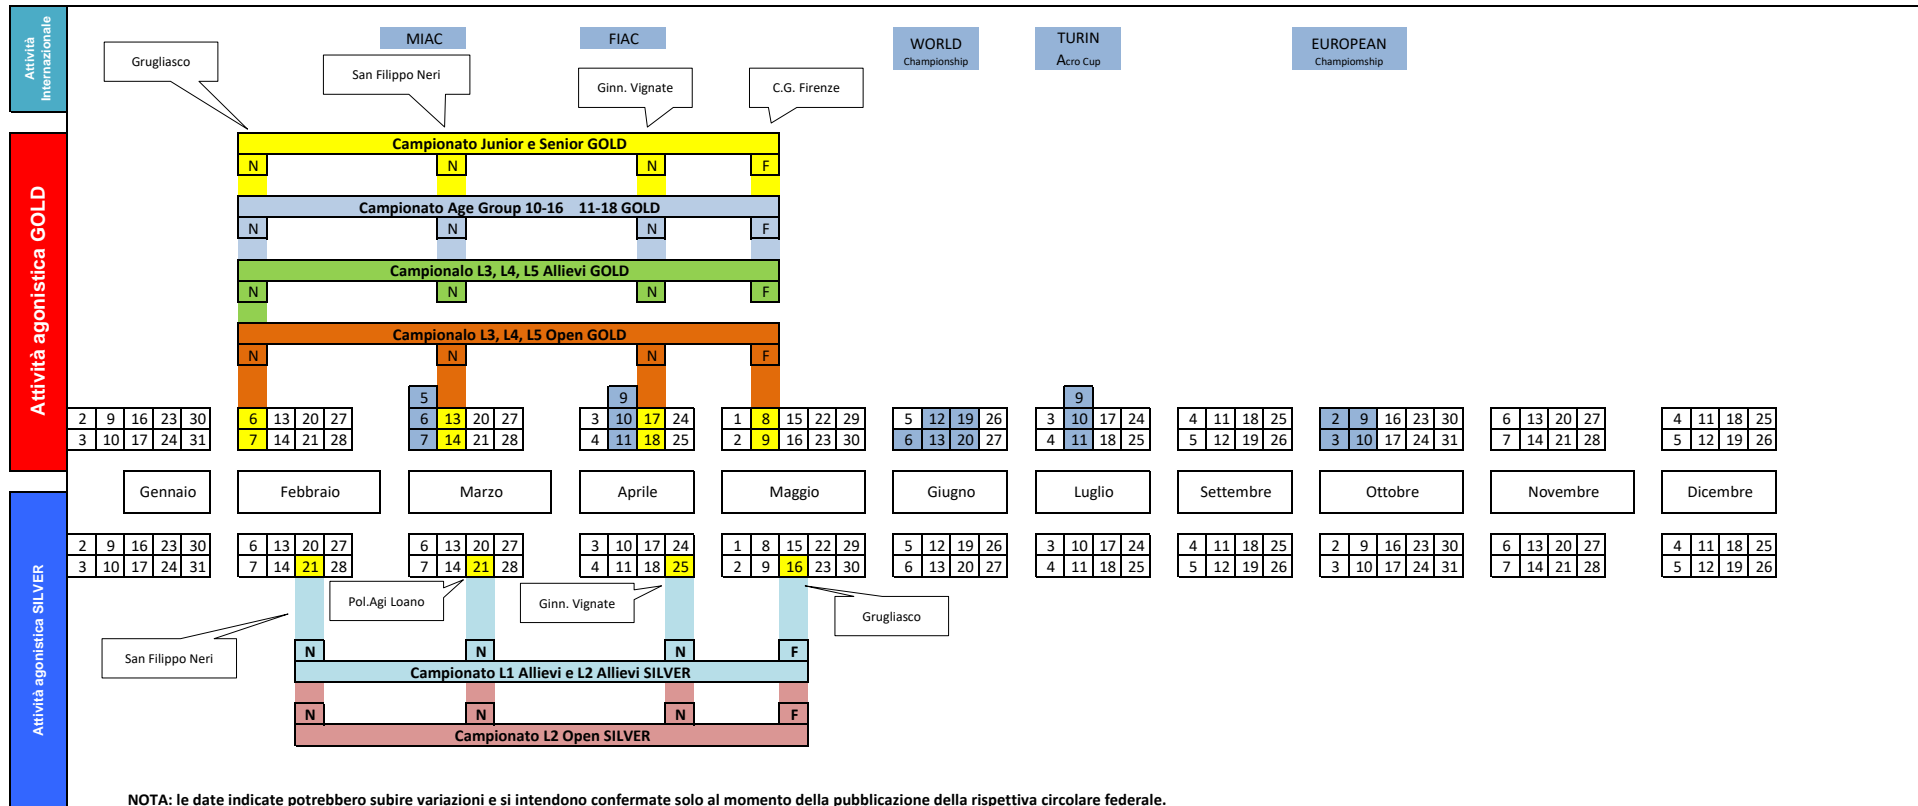 Attività
Internazionale
MIAC
FIAC
WORLD
Championship
TURIN
Acro Cup
EUROPEAN
Champiomship
Grugliasco
San Filippo Neri
Ginn. Vignate
C.G. Firenze
Attività agonistica GOLD
Campionato Junior e Senior GOLD
N N N F
Campionato Age Group 10-16 11-18 GOLD
N N N F
Campionalo L3, L4, L5 Allievi GOLD
N N N F
Campionalo L3, L4, L5 Open GOLD
N N N F
5 9 9
2 9 16 23 30 6 13 20 27 6 13 20 27 3 10 17 24 1 8 15 22 29 5 12 19 26 3 10 17 24 4 11 18 25 2 9 16 23 30 6 13 20 27 4 11 18 25
3 10 17 24 31 7 14 21 28 7 14 21 28 4 11 18 25 2 9 16 23 30 6 13 20 27 4 11 18 25 5 12 19 26 3 10 17 24 31 7 14 21 28 5 12 19 26
Gennaio Febbraio Marzo Aprile Maggio Giugno Luglio Settembre Ottobre Novembre Dicembre
Attività agonistica SILVER
2 9 16 23 30 6 13 20 27 6 13 20 27 3 10 17 24 1 8 15 22 29 5 12 19 26 3 10 17 24 4 11 18 25 2 9 16 23 30 6 13 20 27 4 11 18 25
3 10 17 24 31 7 14 21 28 7 14 21 28 4 11 18 25 2 9 16 23 30 6 13 20 27 4 11 18 25 5 12 19 26 3 10 17 24 31 7 14 21 28 5 12 19 26
San Filippo Neri
Pol.Agi Loano
Ginn. Vignate
Grugliasco
N N N F
Campionato L1 Allievi e L2 Allievi SILVER
N N N F
Campionato L2 Open SILVER
NOTA: le date indicate potrebbero subire variazioni e si intendono confermate solo al momento della pubblicazione della rispettiva circolare federale.